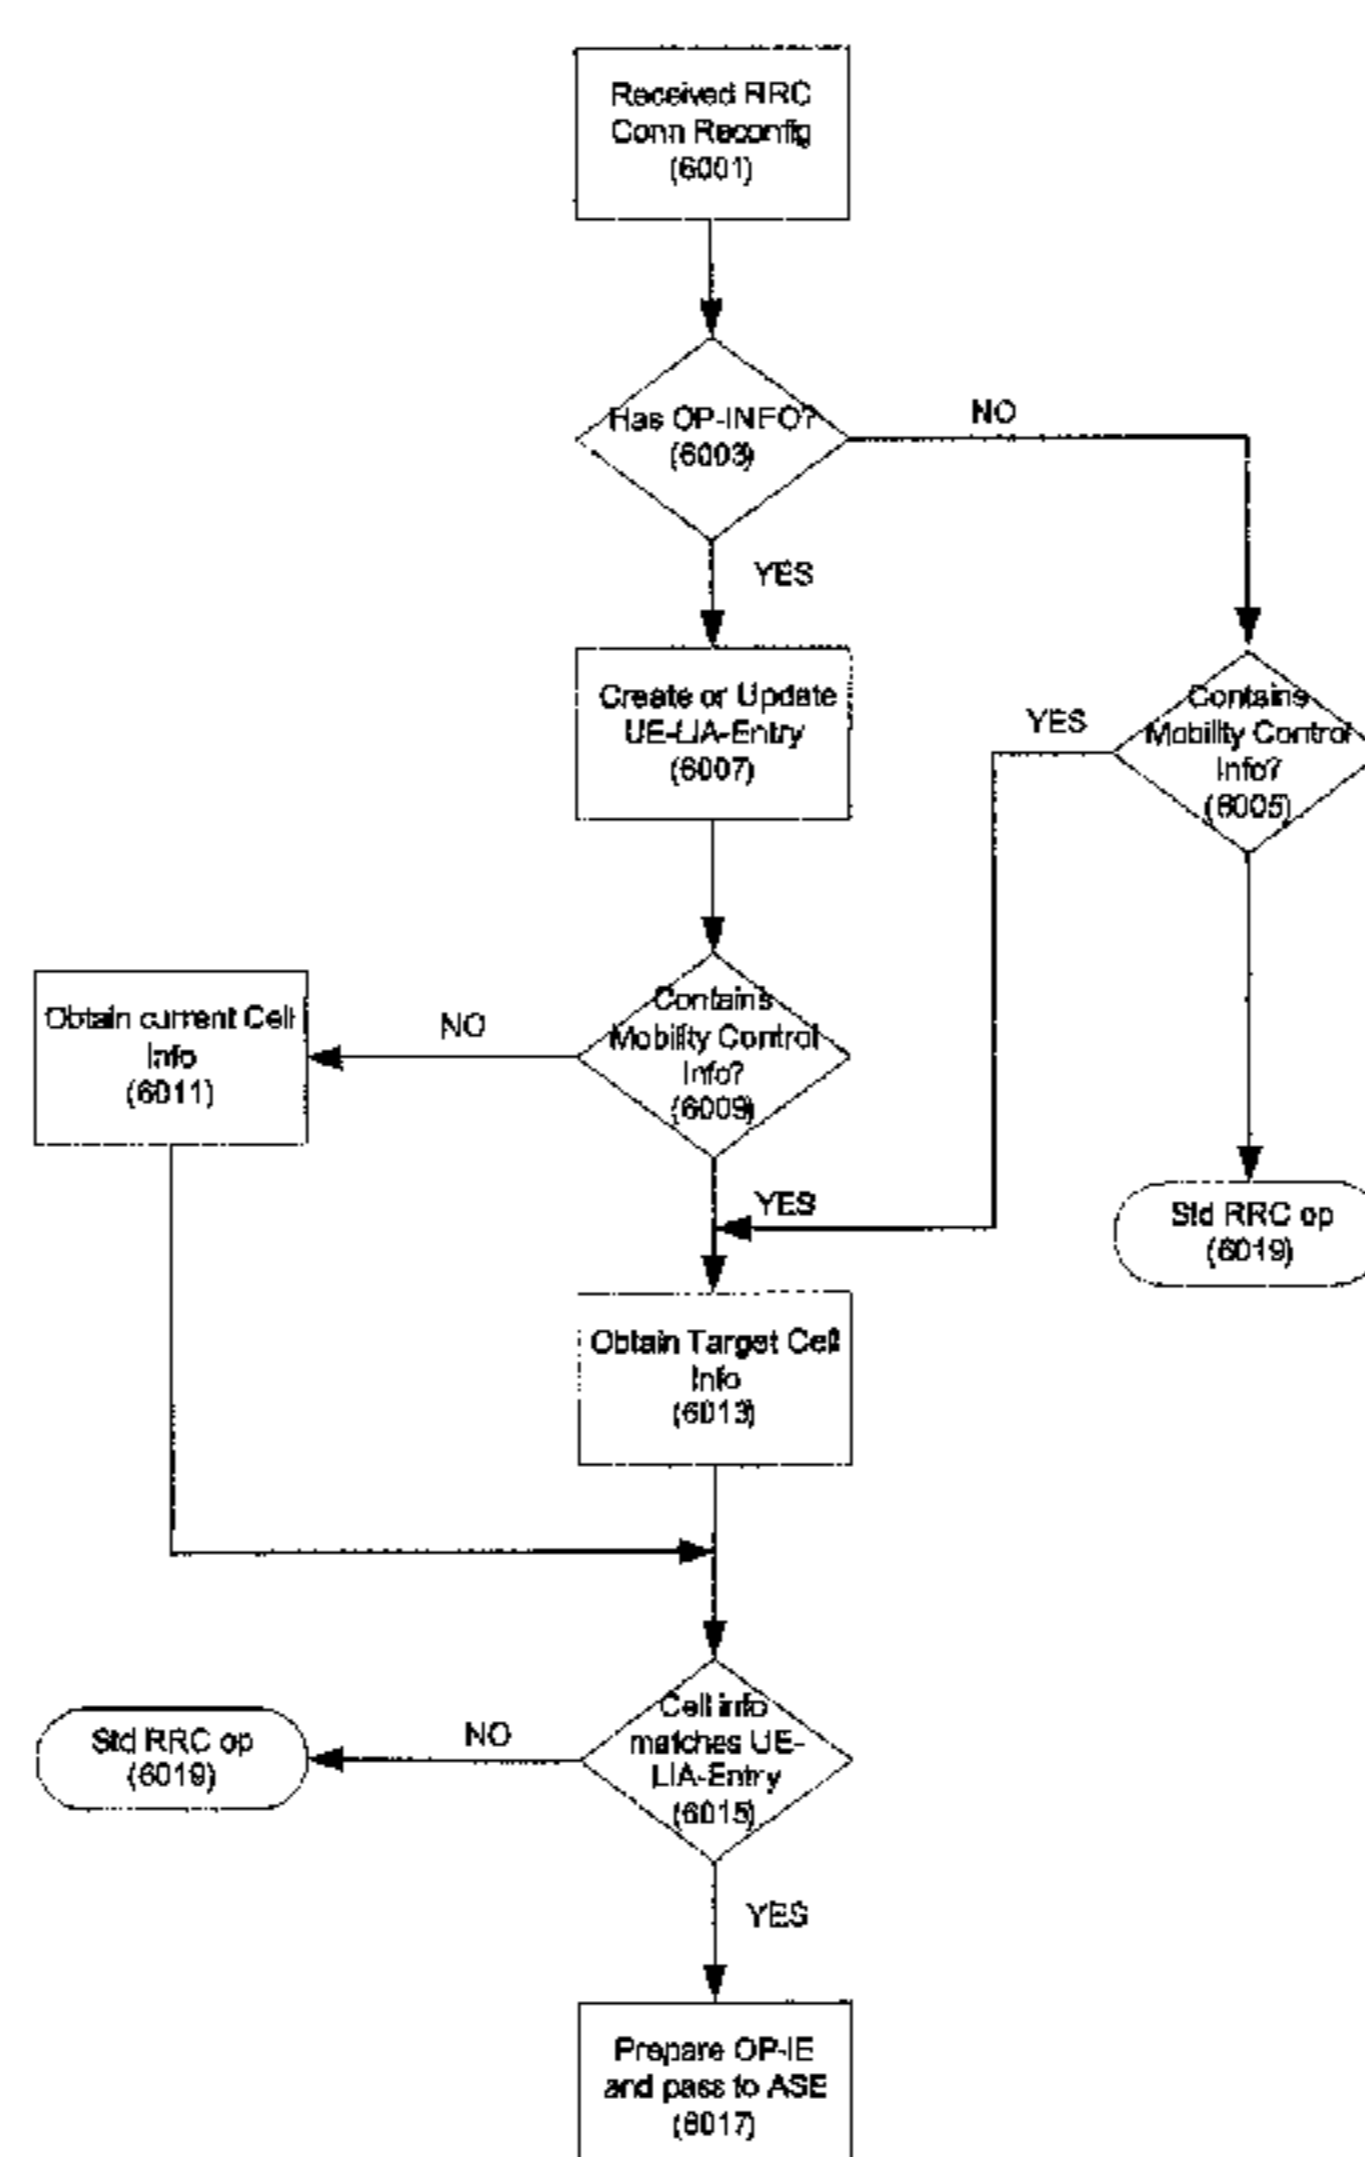 Received RRC
Conn Reconfig
(6001)
Has OP-INFO?
(6003)
NO
YES
Create or Update
UE-LIA-Entry
(6007)
YES
Contains
Mobility Control
Info?
(6005)
Obtain current Cell
Info
(6011)
NO
Contains
Mobility Control
Info?
(6009)
YES
Std RRC op
(6019)
Obtain Target Cell
Info
(6013)
Std RRC op
(6019)
NO
Cell info
matches UE-
LIA-Entry
(6015)
YES
Prepare OP-IE
and pass to ASE
(6017)